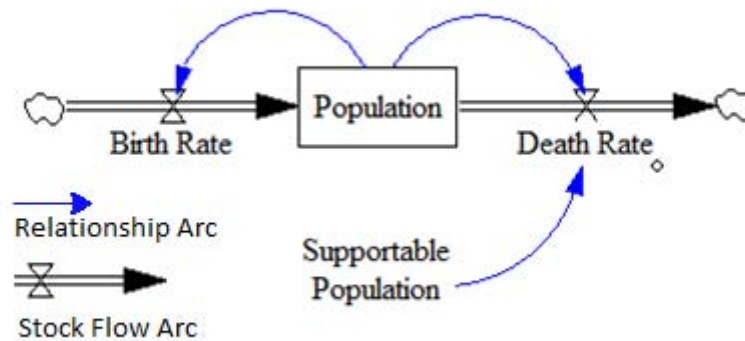 Population
Birth Rate
Death Rate
Relationship Arc
Supportable
Population
Stock Flow Arc